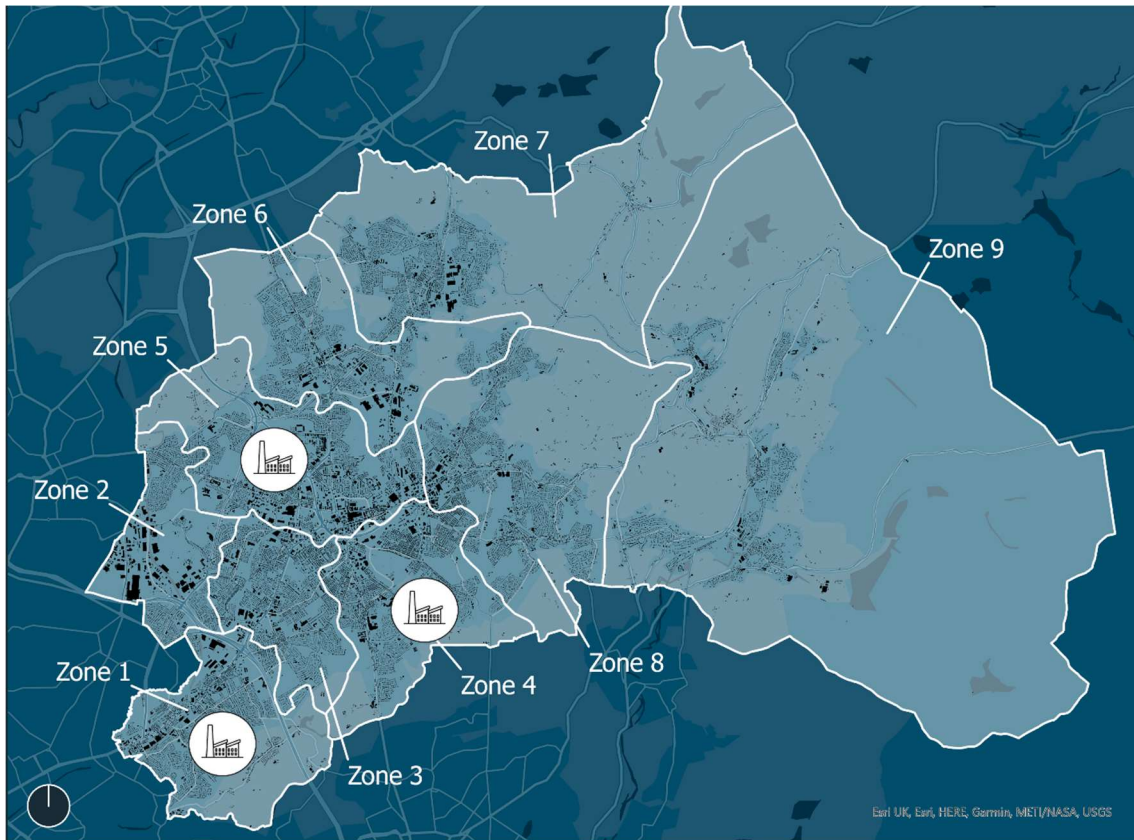 Zone 7
Zone 6
Zone 9
Zone 5
Zone 2
Zone 8
Zone 1
Zone 4
Zone 3
Esri UK, Esri, HERE, Garmin, METI/NASA, USGS